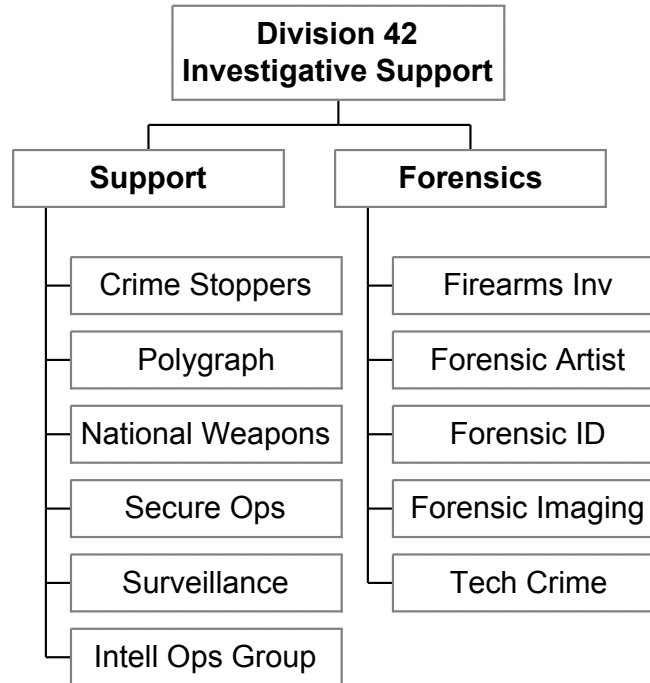 Division 42
Investigative Support
Support
Forensics
Crime Stoppers
Polygraph
National Weapons
Secure Ops
Surveillance
Intell Ops Group
Firearms Inv
Forensic Artist
Forensic ID
Forensic Imaging
Tech Crime